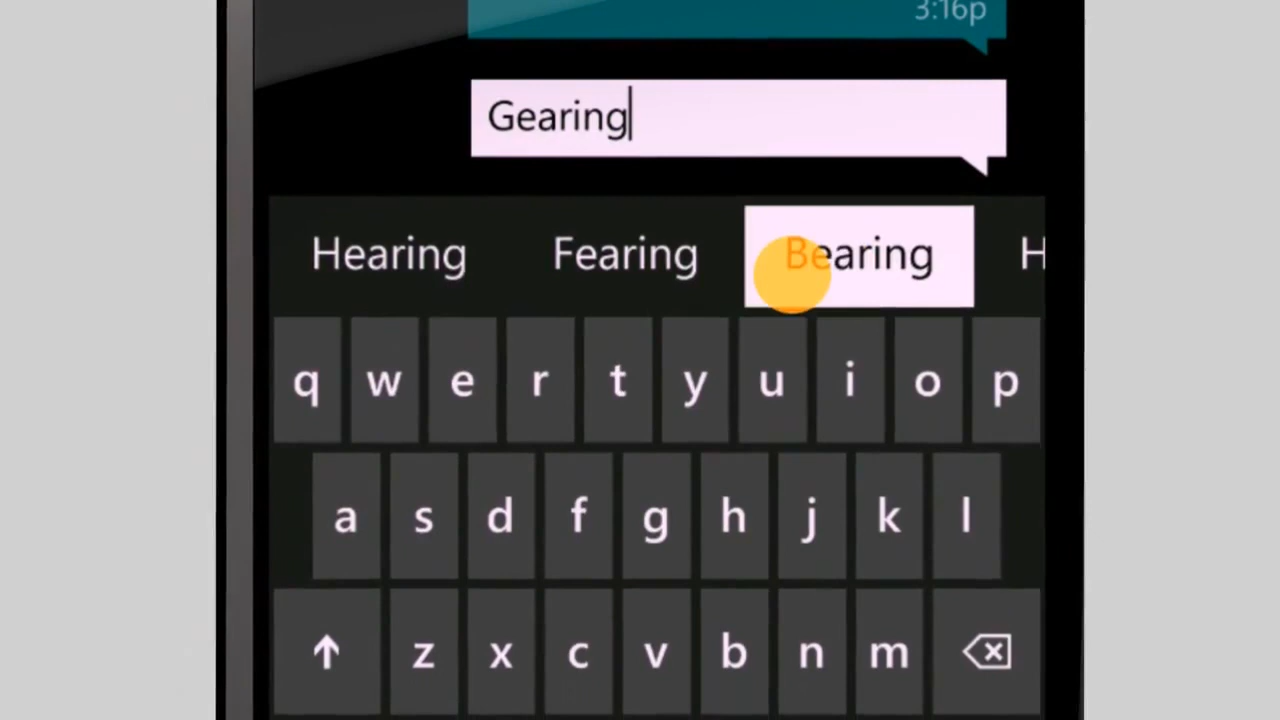 3:16p
Gearing
Hearing Fearing Bearing H
q w e r t y u i o p
a s d f g h j k l
z x c v b n m